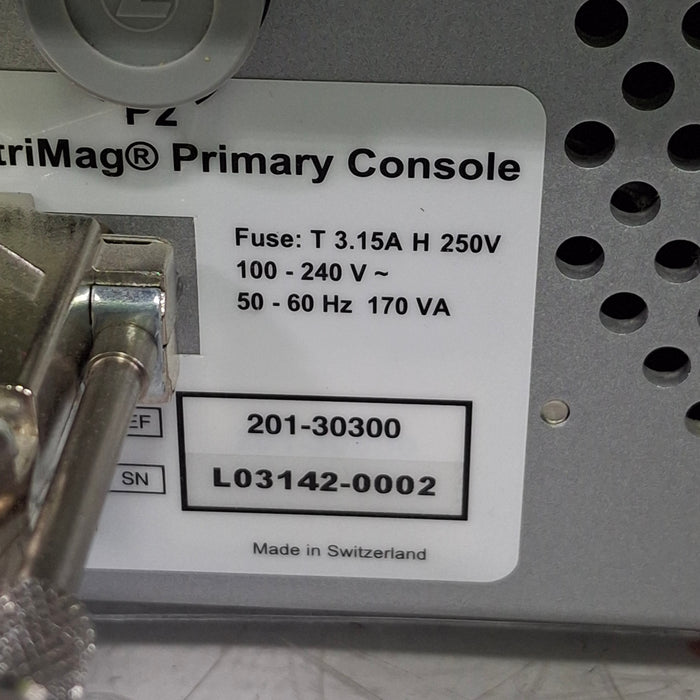 P2
triMag® Primary Console
Fuse: T 3.15A H 250V
100 - 240 V ~
50 - 60 Hz 170 VA
EF 201-30300
SN L03142-0002
Made in Switzerland